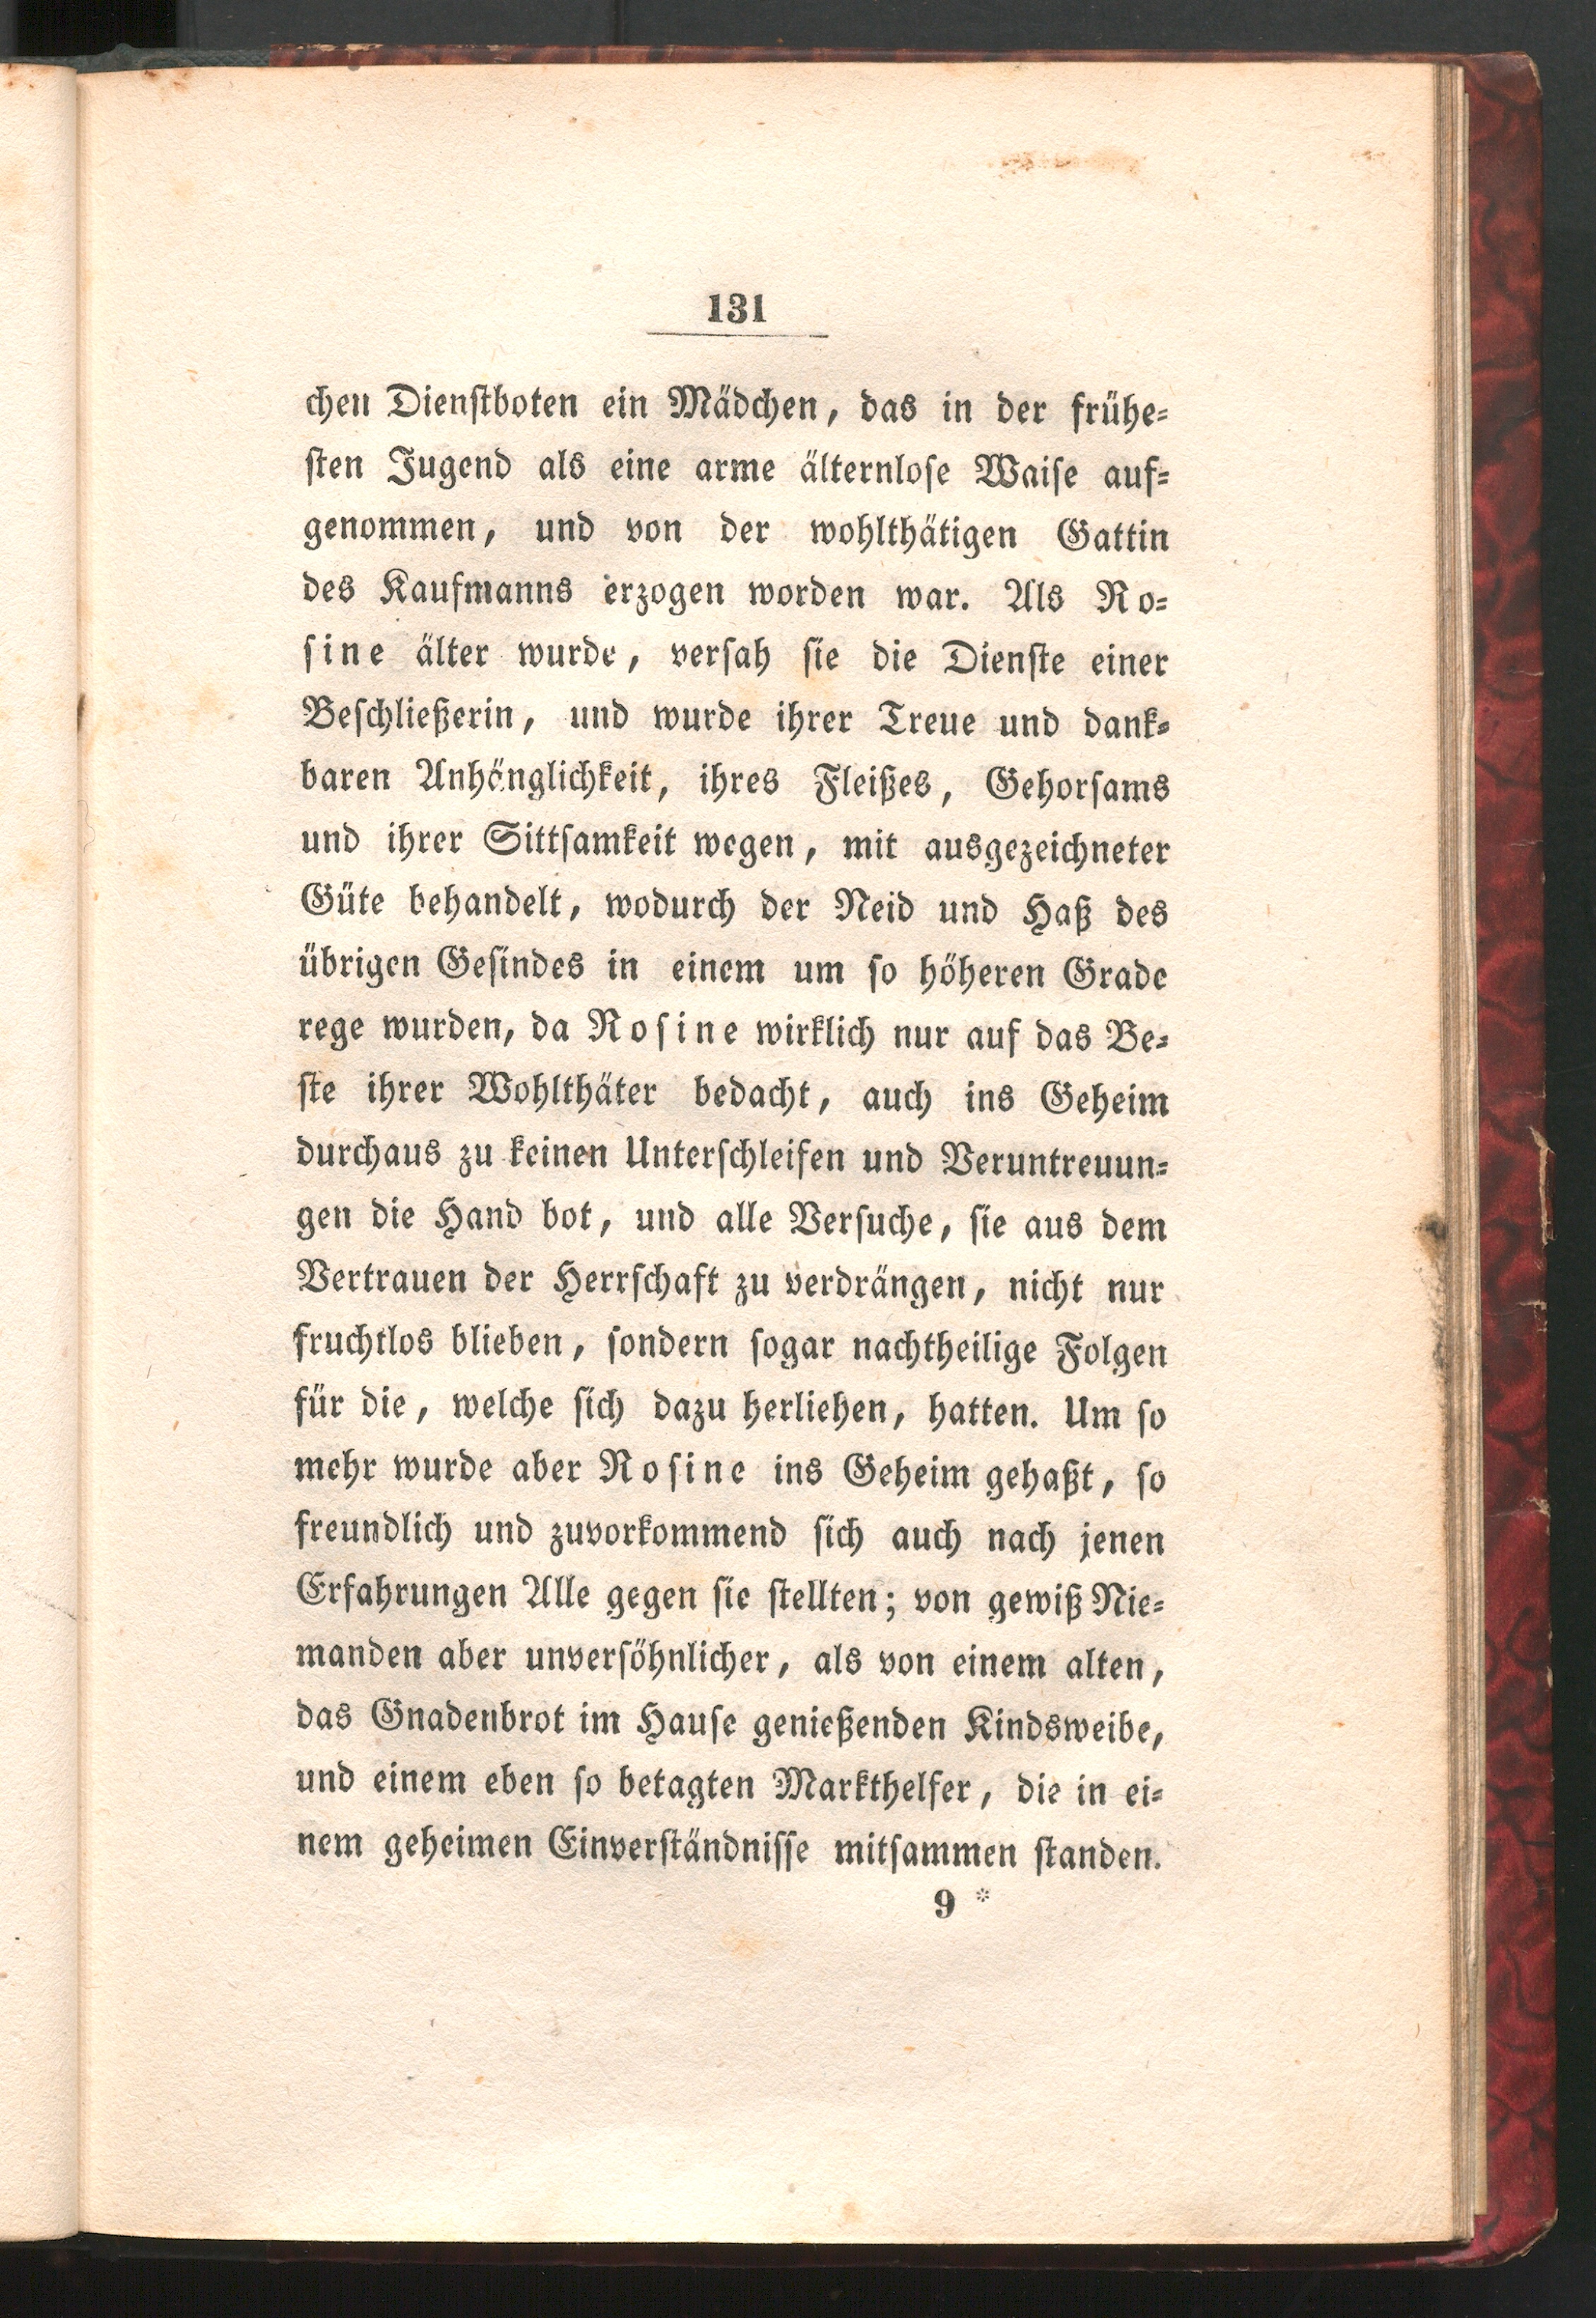 131
chen Dienstboten ein Mädchen, das in der frühe-
sten Jugend als eine arme älternlose Waise auf-
genommen, und von der wohlthätigen Gattin
des Kaufmanns erzogen worden war. Als Ro-
sine älter wurde, versah sie die Dienste einer
Beschließerin, und wurde ihrer Treue und dank-
baren Anhänglichkeit, ihres Fleißes, Gehorsams
und ihrer Sittsamkeit wegen, mit ausgezeichneter
Güte behandelt, wodurch der Neid und Haß des
übrigen Gesindes in einem um so höheren Grade
rege wurden, da Rosine wirklich nur auf das Be-
ste ihrer Wohlthäter bedacht, auch ins Geheim
durchaus zu keinen Unterschleifen und Veruntreuun-
gen die Hand bot, und alle Versuche, sie aus dem
Vertrauen der Herrschaft zu verdrängen, nicht nur
fruchtlos blieben, sondern sogar nachtheilige Folgen
für die, welche sich dazu herliehen, hatten. Um so
mehr wurde aber Rosine ins Geheim gehaßt, so
freundlich und zuvorkommend sich auch nach jenen
Erfahrungen Alle gegen sie stellten; von gewiß Nie-
manden aber unversöhnlicher, als von einem alten,
das Gnadenbrot im Hause genießenden Kindsweibe,
und einem eben so betagten Markthelfer, die in ei-
nem geheimen Einverständnisse mitsammen standen.
9 *